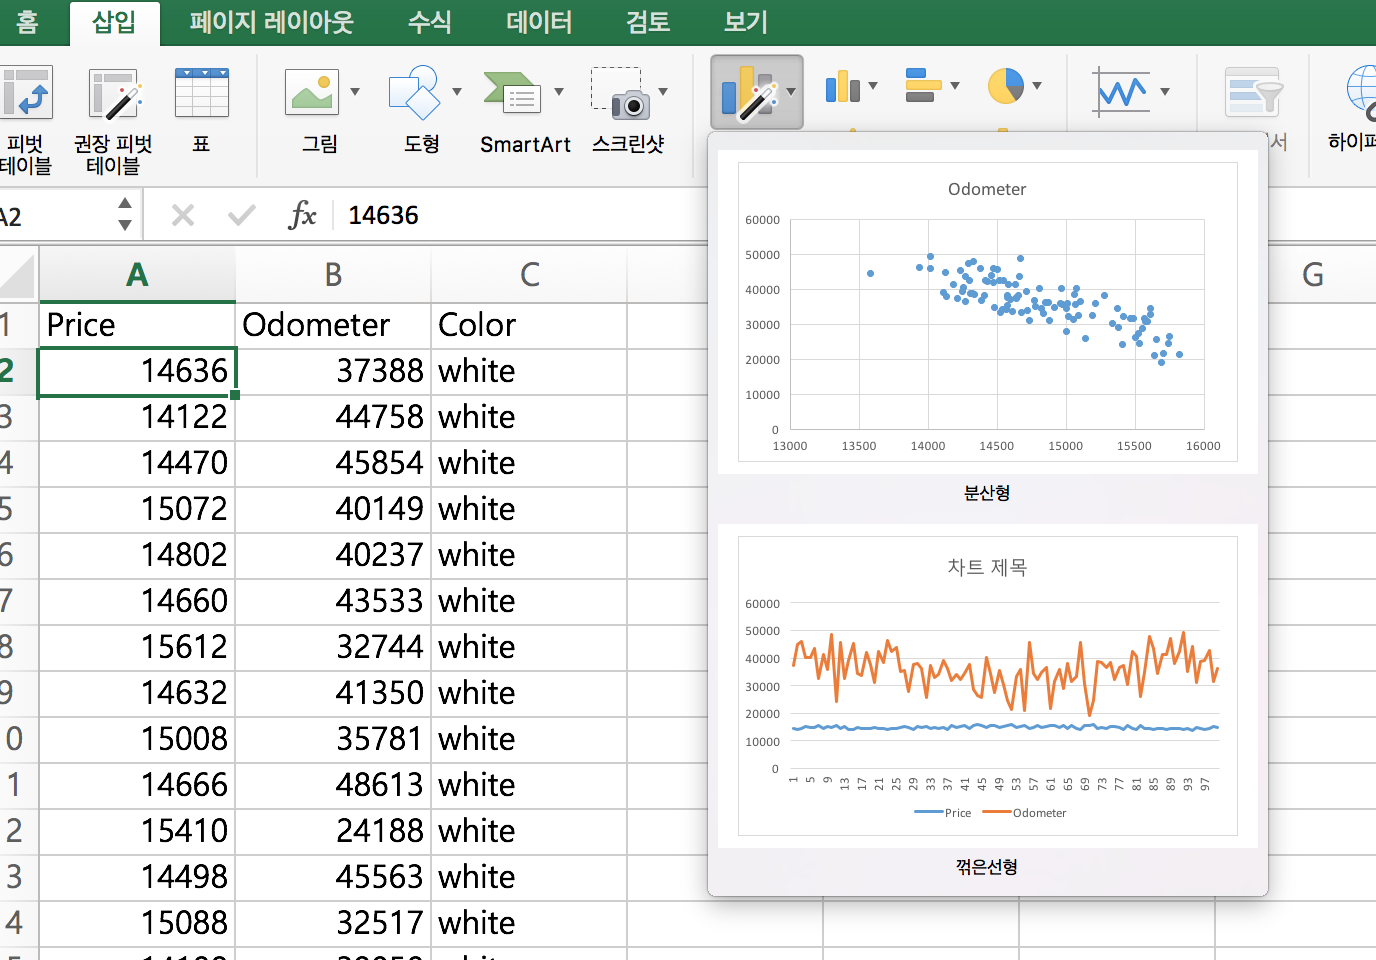 홈 삽입 페이지 레이아웃 수식 데이터 검토 보기
피벗 테이블
권장 피벗 테이블
표
그림
도형
SmartArt
스크린샷
서
하이퍼
A2 fx 14636
A B C G
1 Price Odometer Color
2 14636 37388 white
3 14122 44758 white
4 14470 45854 white
5 15072 40149 white
6 14802 40237 white
7 14660 43533 white
8 15612 32744 white
9 14632 41350 white
0 15008 35781 white
1 14666 48613 white
2 15410 24188 white
3 14498 45563 white
4 15088 32517 white
Odometer
60000
50000
40000
30000
20000
10000
0
13000 13500 14000 14500 15000 15500 16000
분산형
차트 제목
60000
50000
40000
30000
20000
10000
0
1 5 9 13 17 21 25 29 33 37 41 45 49 53 57 61 65 69 73 77 81 85 89 93 97
Price Odometer
꺾은선형